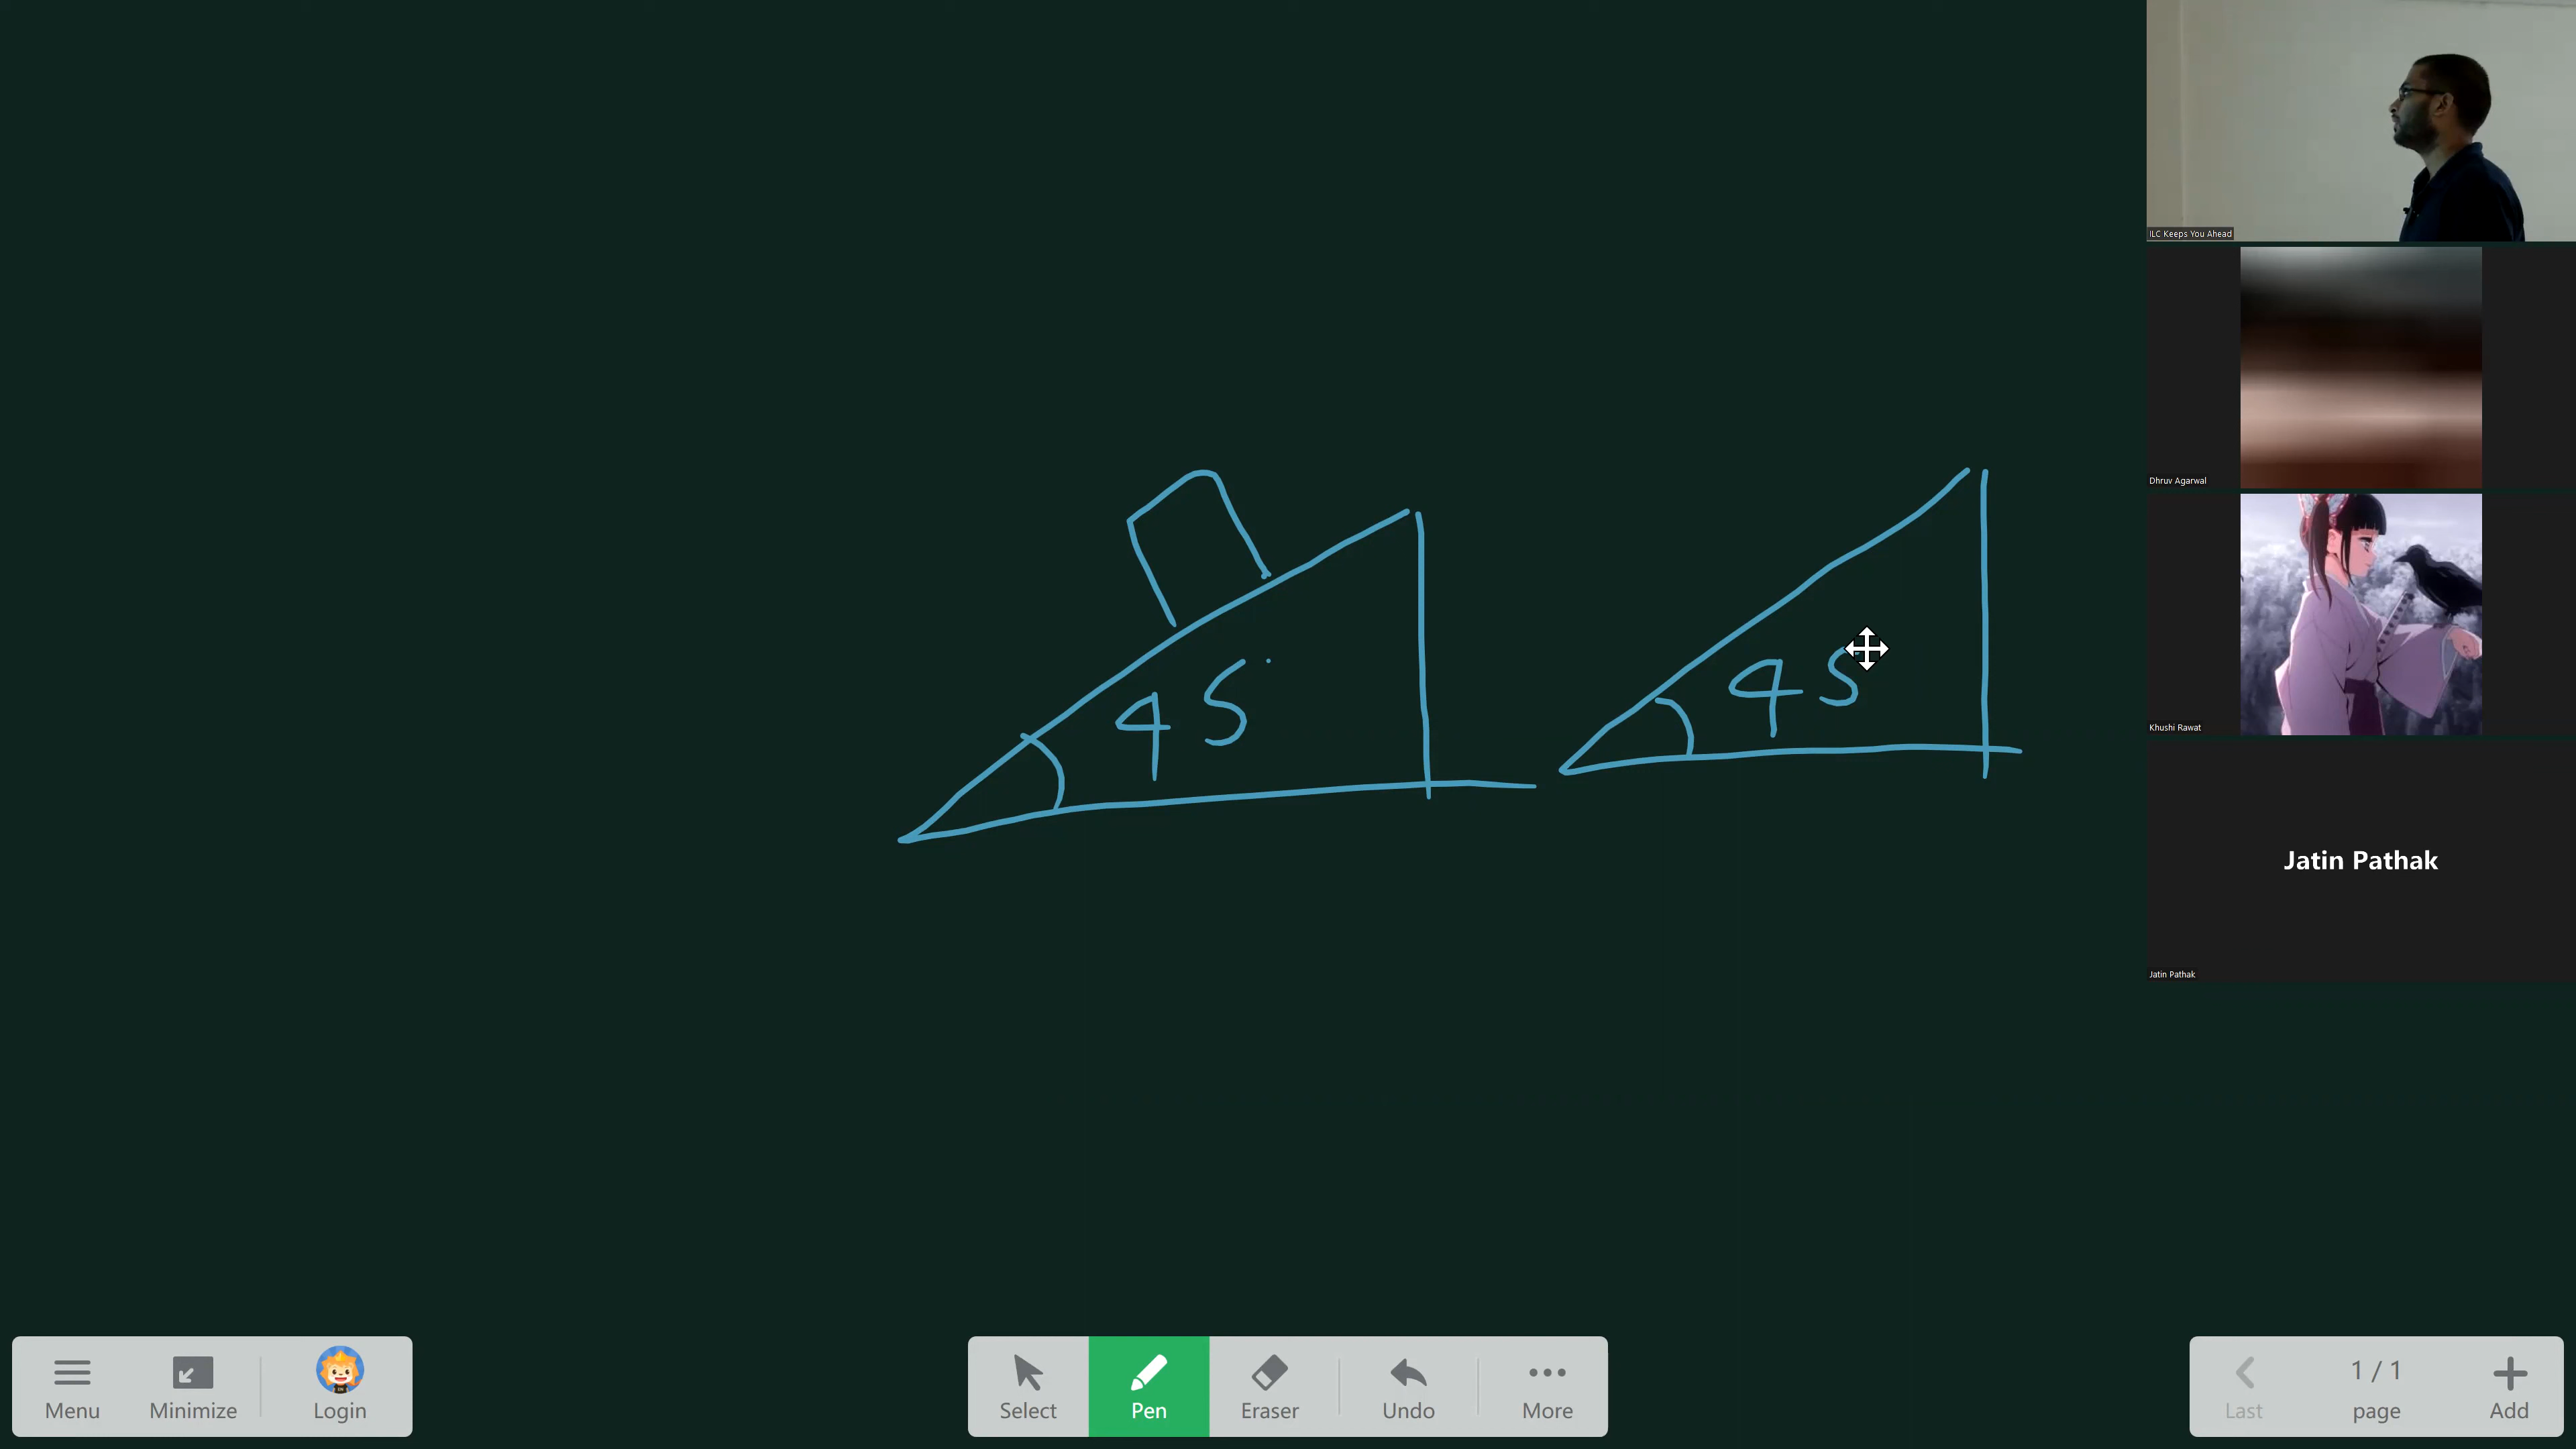 ILC Keeps You Ahead
Dhruv Agarwal
Khushi Rawat
45
45
Jatin Pathak
Jatin Pathak
Menu
Minimize
Login
Select
Pen
Eraser
Undo
More
Last
1 / 1
page
Add